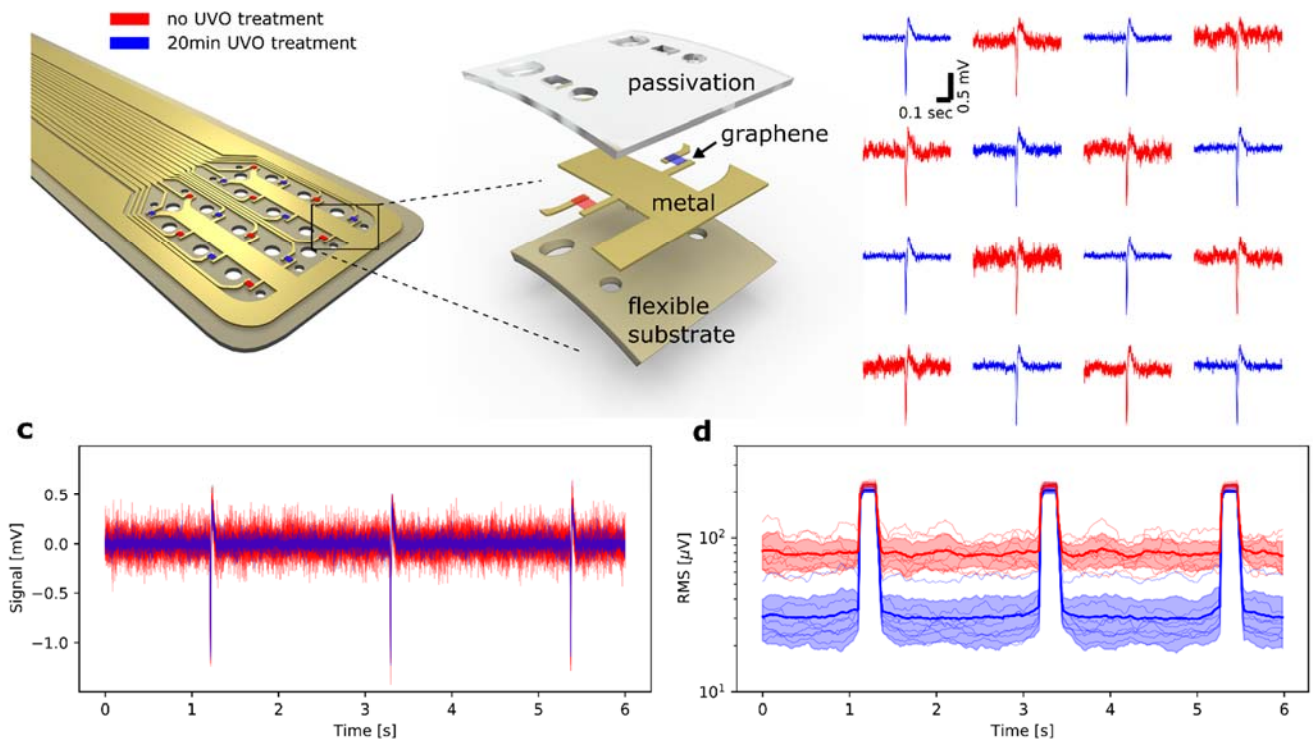 no UVO treatment
20min UVO treatment
passivation
graphene
metal
flexible
substrate
0.1 sec
0.5 mV
c
Signal [mV]
0.5
0.0
−0.5
−1.0
0
1
2
3
4
5
6
Time [s]
d
RMS [µV]
10²
10¹
0
1
2
3
4
5
6
Time [s]